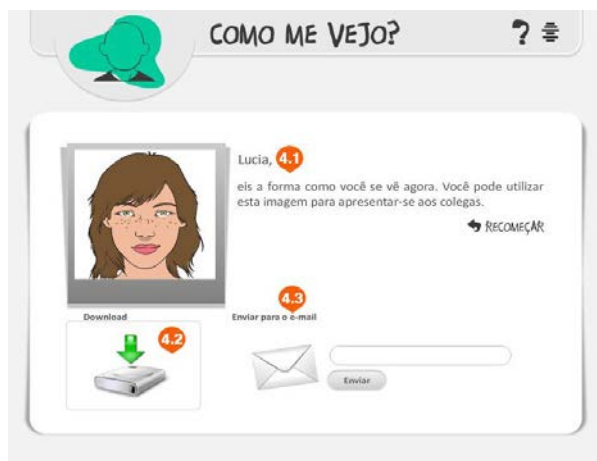 COMO ME VEJO?
?
Lucia, 4.1
eis a forma como você se vê agora. Você pode utilizar
esta imagem para apresentar-se aos colegas.
RECOMEÇAR
Download
4.2
4.3
Enviar para o e-mail
Enviar